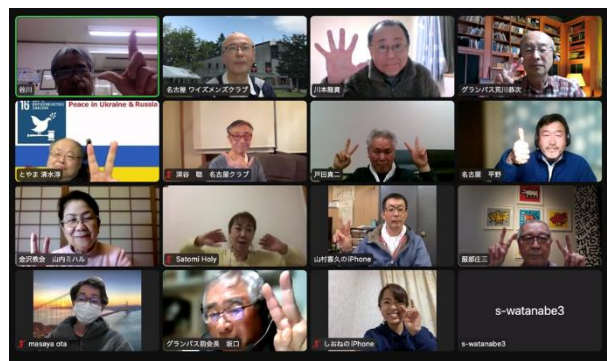 谷川
名古屋 ワイズメンズクラブ
川本龍資
グランパス荒川恭次
16
Peace in Ukraine & Russia
とやま 清水淳
深谷 聡 名古屋クラブ
戸田真二
名古屋 平野
金沢教会 山内ミハル
Satomi Holy
山村喜久のiPhone
服部庄三
masaya ota
グランパス前会長 坂口
しおねのiPhone
s-watanabe3
s-watanabe3